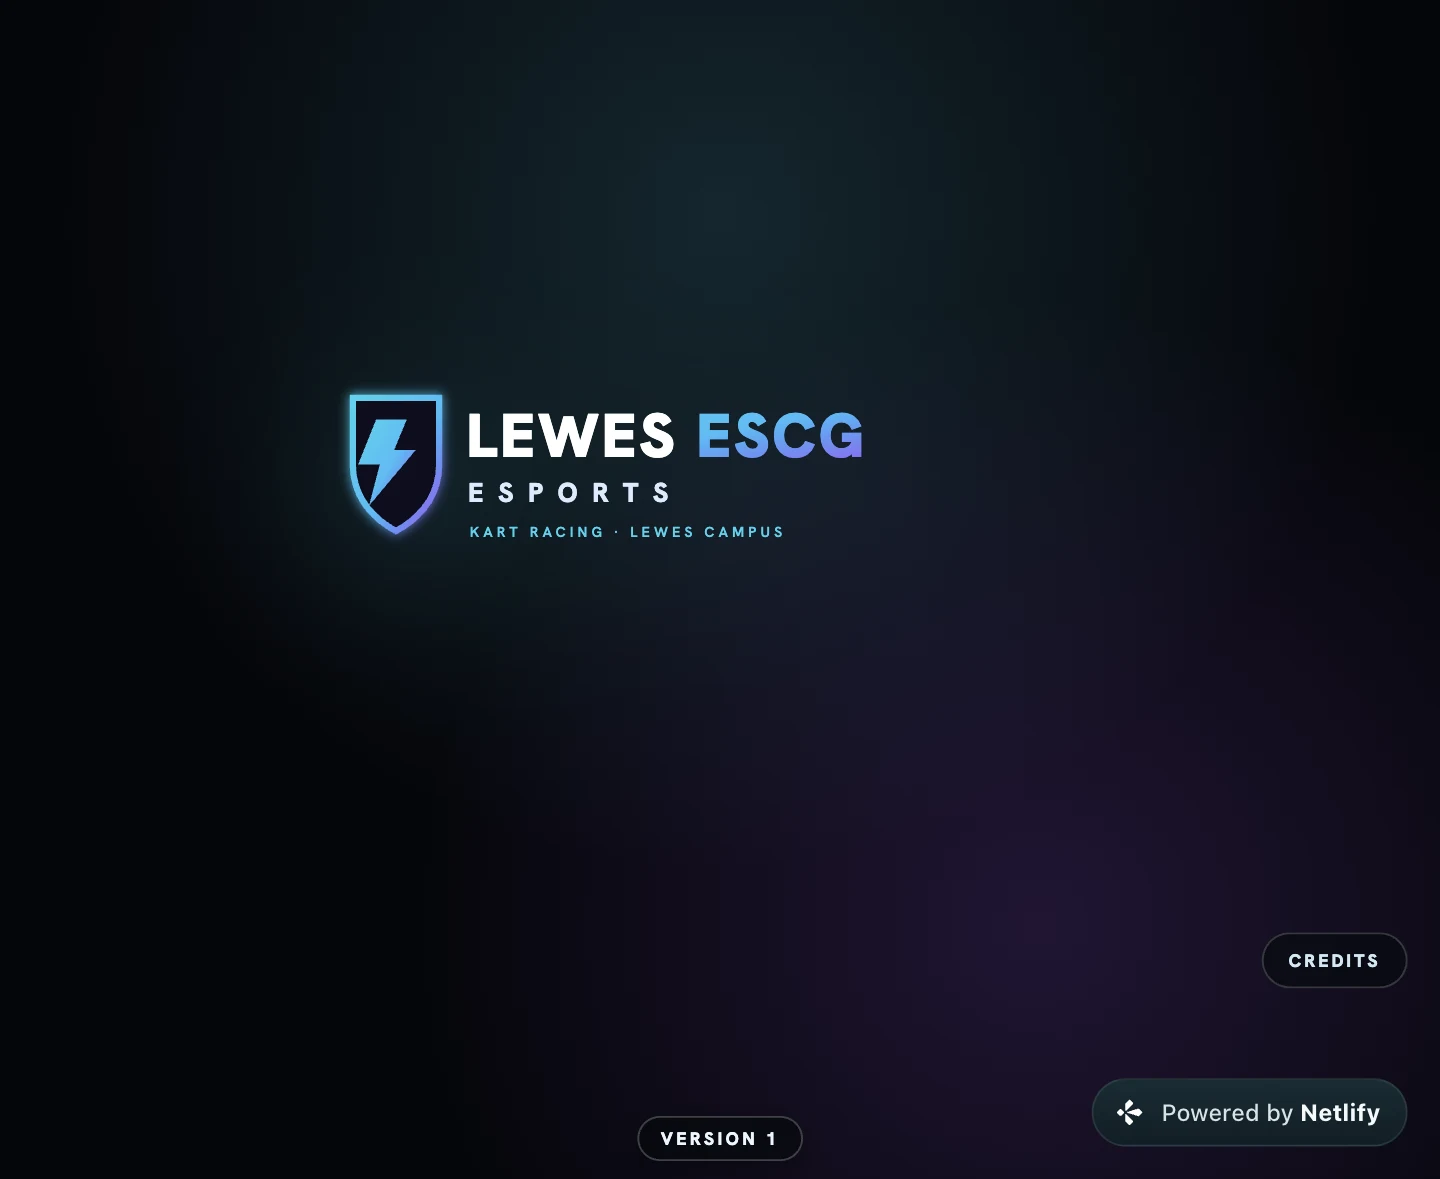 LEWES ESCG
ESPORTS
KART RACING · LEWES CAMPUS
CREDITS
Powered by Netlify
VERSION 1